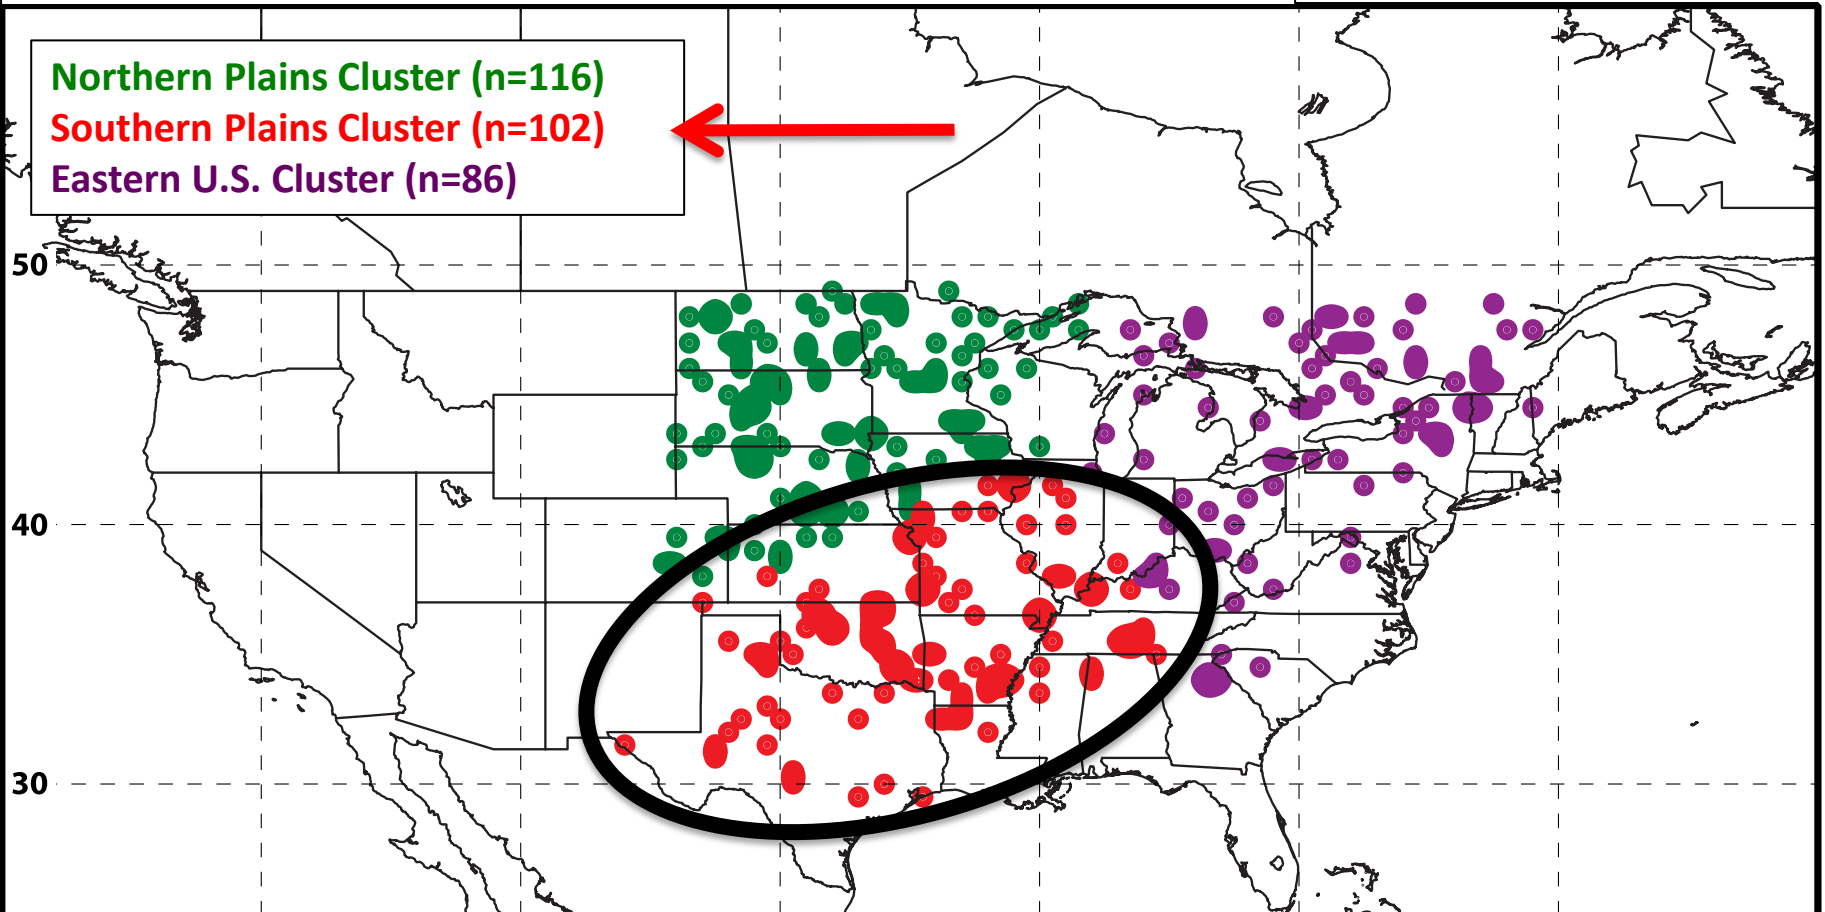 Northern Plains Cluster (n=116)
Southern Plains Cluster (n=102)
Eastern U.S. Cluster (n=86)
50
40
30